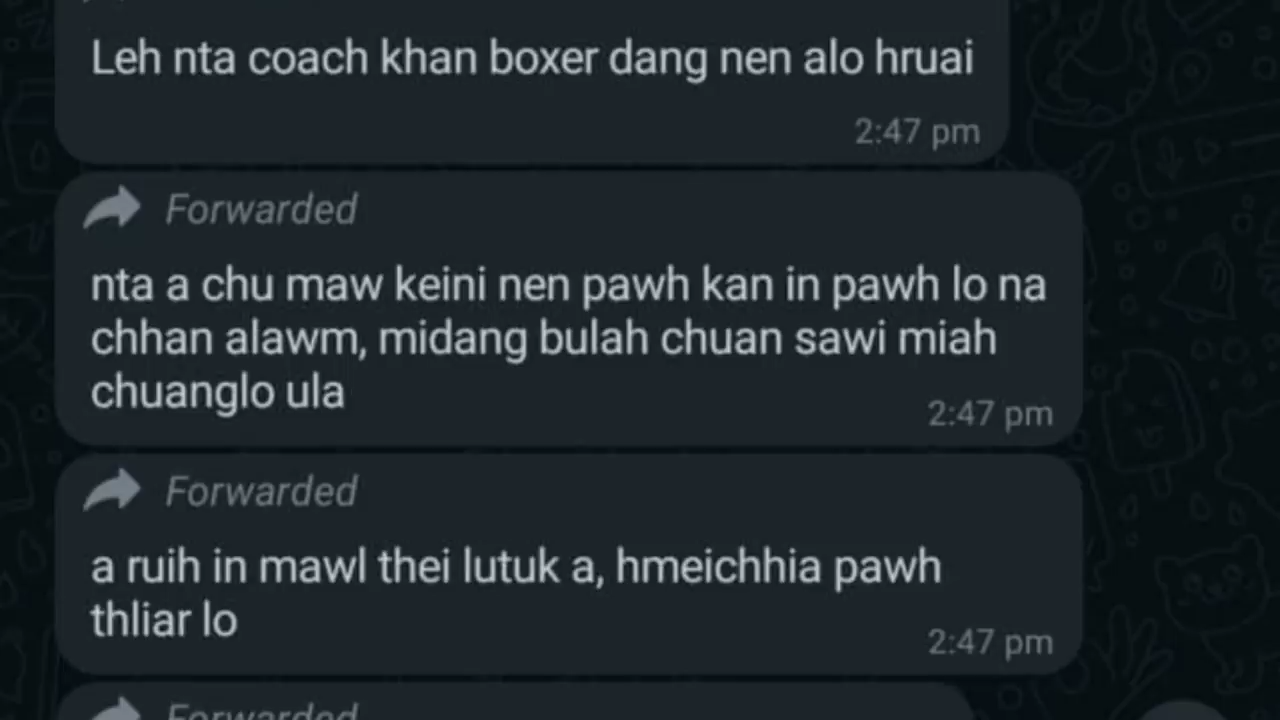 Leh nta coach khan boxer dang nen alo hruai
2:47 pm
Forwarded
nta a chu maw keini nen pawh kan in pawh lo na
chhan alawm, midang bulah chuan sawi miah
chuanglo ula
2:47 pm
Forwarded
a ruih in mawl thei lutuk a, hmeichhia pawh
thliar lo
2:47 pm
Forwarded